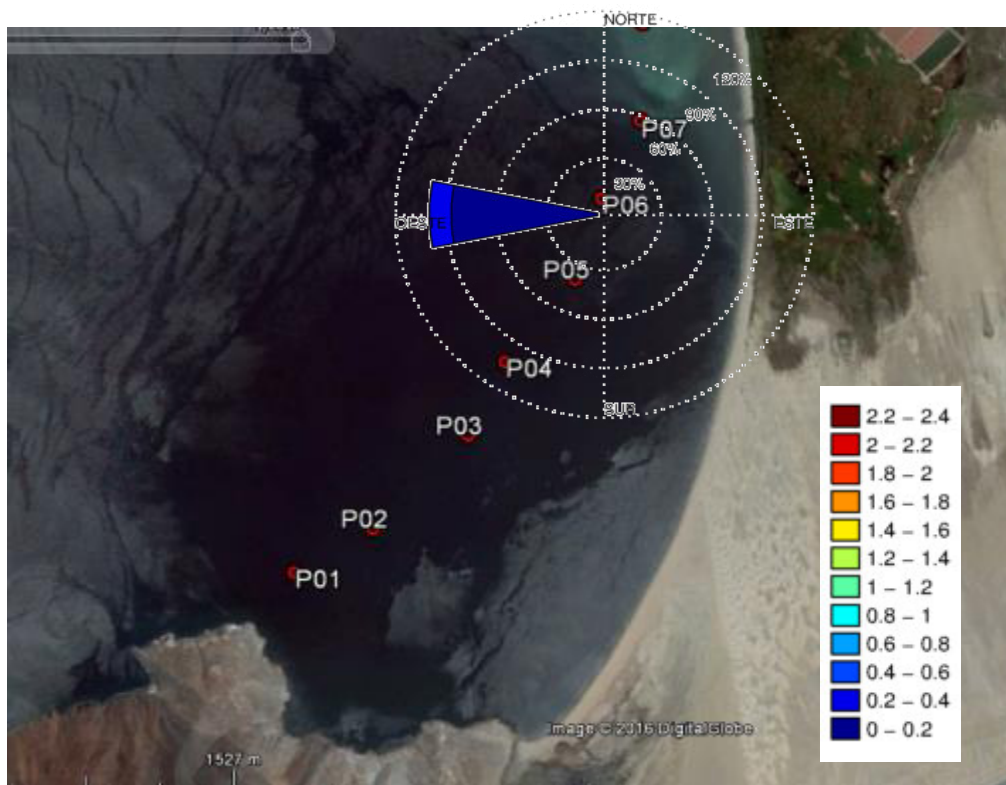 NORTE
120%
90%
P07
60%
30%
P06
OESTE
ESTE
P05
P04
SUR
P03
P02
P01
2.2 – 2.4
2 – 2.2
1.8 – 2
1.6 – 1.8
1.4 – 1.6
1.2 – 1.4
1 – 1.2
0.8 – 1
0.6 – 0.8
0.4 – 0.6
0.2 – 0.4
0 – 0.2
Image © 2016 DigitalGlobe
1527 m